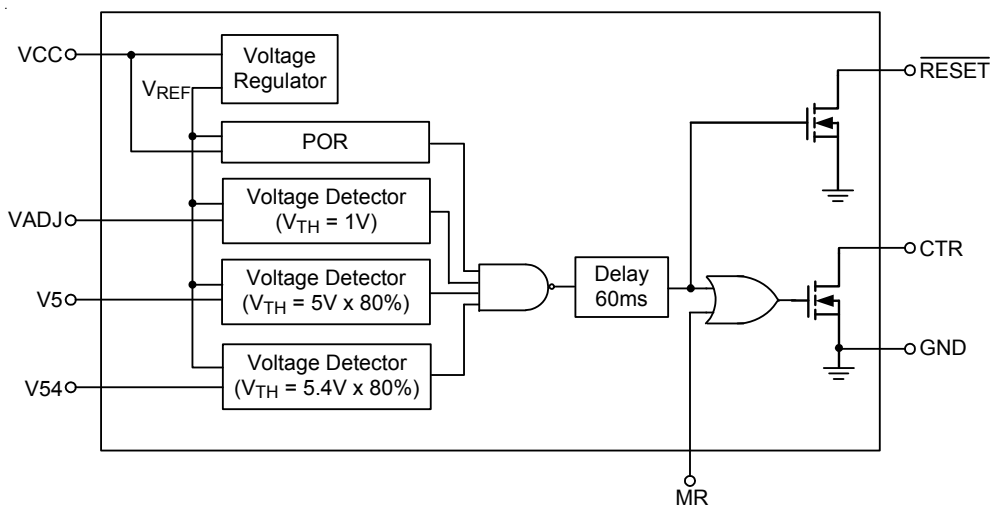 VCC
Voltage
Regulator
VREF
POR
VADJ
Voltage Detector
(VTH = 1V)
V5
Voltage Detector
(VTH = 5V x 80%)
V54
Voltage Detector
(VTH = 5.4V x 80%)
Delay
60ms
RESET
CTR
GND
MR